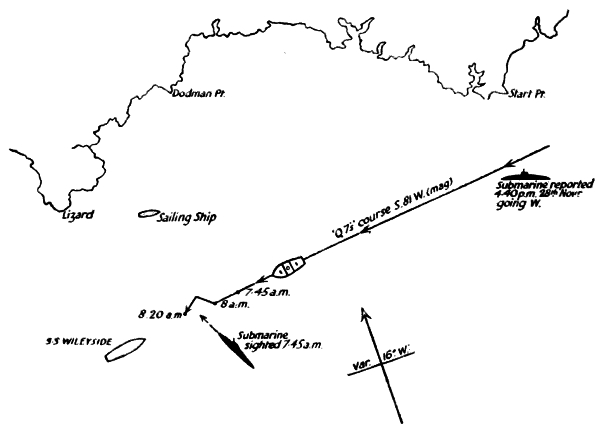 Dodman Pt.
Start Pt.
Lizard
Sailing Ship
Submarine reported
4·40 p.m. 28th Novr
going W.
'Q.7's' course S.81 W. (mag)
7·45 a.m.
8 a.m.
8·20 a.m
S·S WILEYSIDE
Submarine
sighted 7·45 a.m.
Var. 16° W.